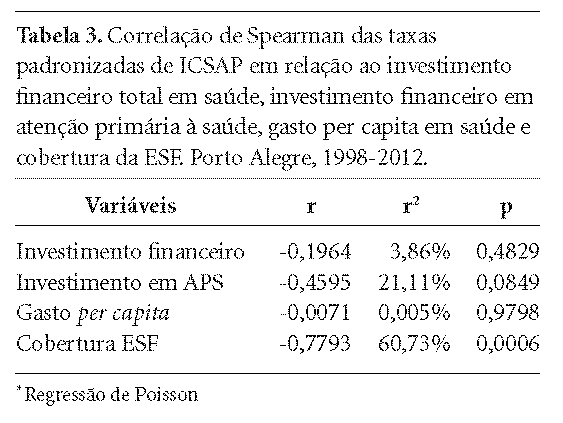 Tabela 3. Correlação de Spearman das taxas
padronizadas de ICSAP em relação ao investimento
financeiro total em saúde, investimento financeiro em
atenção primária à saúde, gasto per capita em saúde e
cobertura da ESF. Porto Alegre, 1998-2012.
Variáveis r r² p
Investimento financeiro -0,1964 3,86% 0,4829
Investimento em APS -0,4595 21,11% 0,0849
Gasto per capita -0,0071 0,005% 0,9798
Cobertura ESF -0,7793 60,73% 0,0006
* Regressão de Poisson